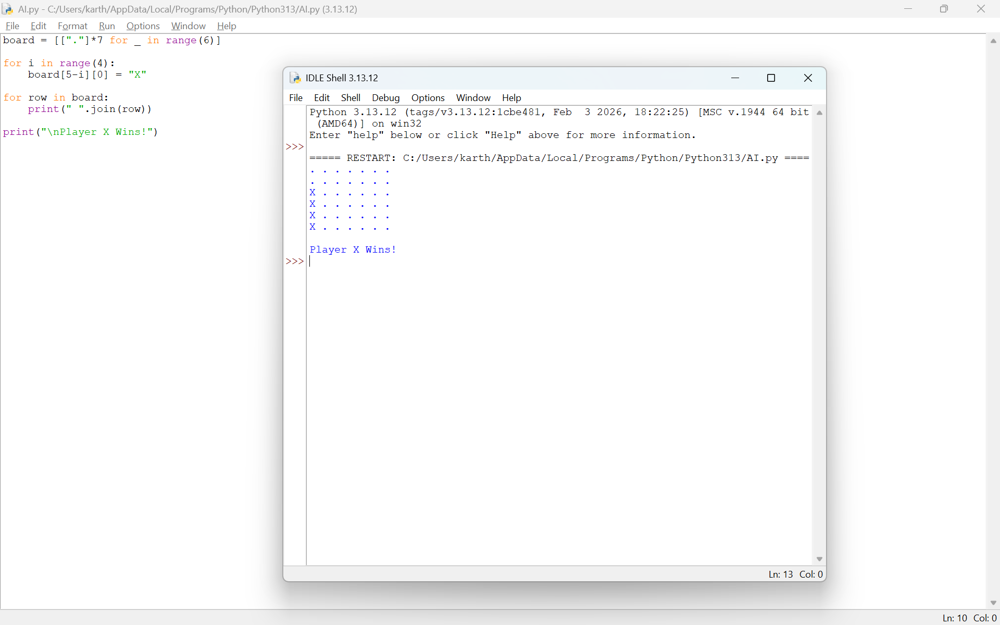 AI.py - C:/Users/karth/AppData/Local/Programs/Python/Python313/AI.py (3.13.12)
File Edit Format Run Options Window Help
board = [["."]*7 for _ in range(6)]

for i in range(4):
    board[5-i][0] = "X"

for row in board:
    print(" ".join(row))

print("\nPlayer X Wins!")
IDLE Shell 3.13.12
File Edit Shell Debug Options Window Help
Python 3.13.12 (tags/v3.13.12:1cbe481, Feb  3 2026, 18:22:25) [MSC v.1944 64 bit
 (AMD64)] on win32
Enter "help" below or click "Help" above for more information.
>>>
===== RESTART: C:/Users/karth/AppData/Local/Programs/Python/Python313/AI.py ====
. . . . . . .
. . . . . . .
X . . . . . .
X . . . . . .
X . . . . . .
X . . . . . .

Player X Wins!
>>>
Ln: 13 Col: 0
Ln: 10 Col: 0